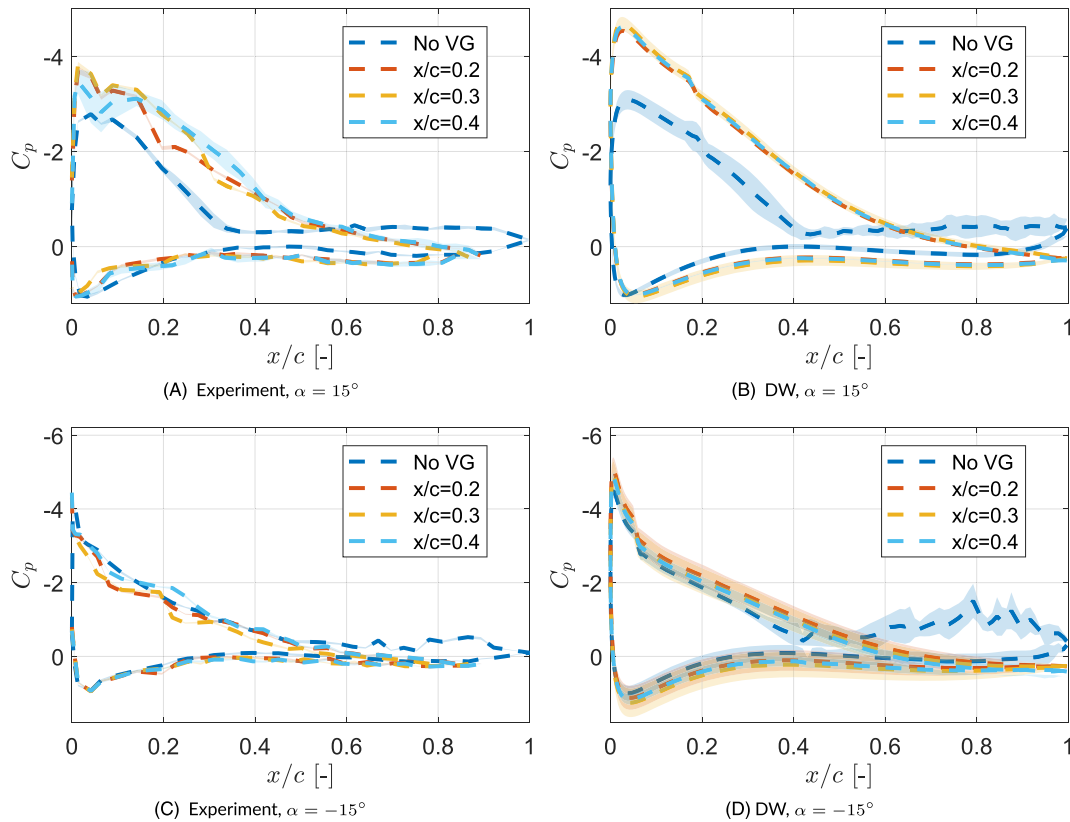 -4
-2
0
C_p
No VG
x/c=0.2
x/c=0.3
x/c=0.4
0 0.2 0.4 0.6 0.8 1
x/c [-]
(A) Experiment, α = 15°
-4
-2
0
C_p
No VG
x/c=0.2
x/c=0.3
x/c=0.4
0 0.2 0.4 0.6 0.8 1
x/c [-]
(B) DW, α = 15°
-6
-4
-2
0
C_p
No VG
x/c=0.2
x/c=0.3
x/c=0.4
0 0.2 0.4 0.6 0.8 1
x/c [-]
(C) Experiment, α = −15°
-6
-4
-2
0
C_p
No VG
x/c=0.2
x/c=0.3
x/c=0.4
0 0.2 0.4 0.6 0.8 1
x/c [-]
(D) DW, α = −15°